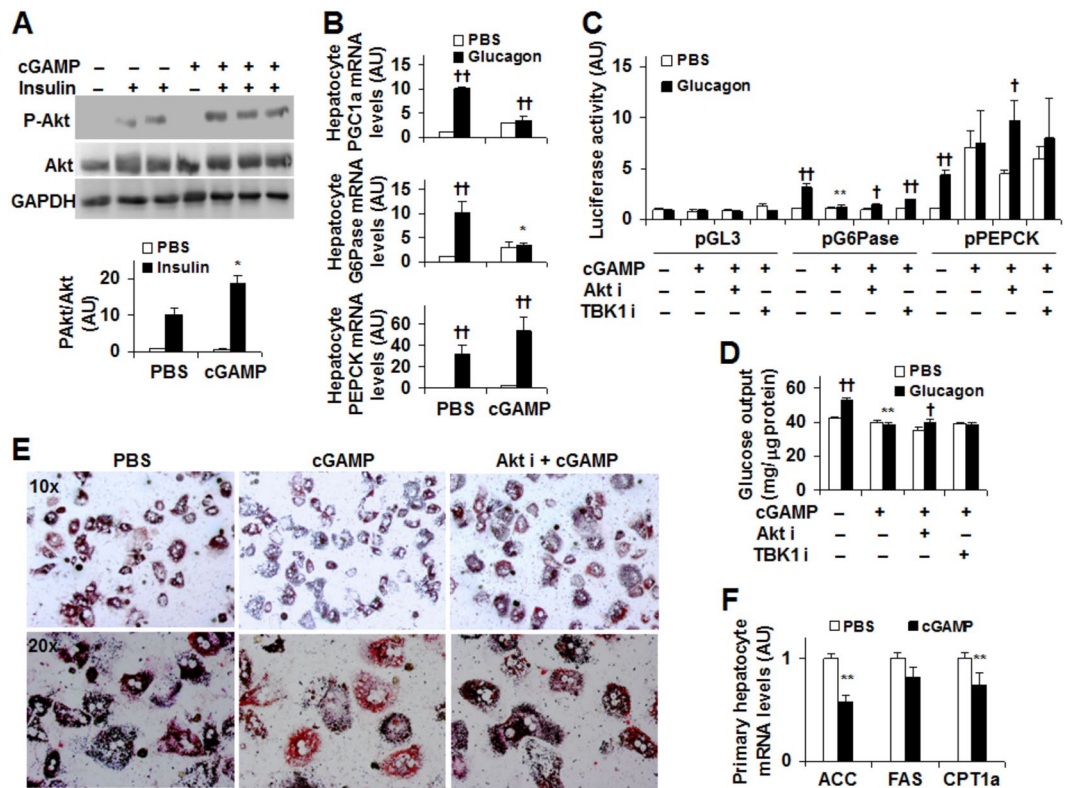 A
cGAMP – – – + + + +
Insulin – + + – + + +
P-Akt
Akt
GAPDH
PBS
Insulin
PAkt/Akt
(AU)
20
10
0
*
PBS cGAMP
B
PBS
Glucagon
Hepatocyte
PGC1a mRNA
levels (AU)
15
10
5
0
†† ††
Hepatocyte
G6Pase mRNA
levels (AU)
15
10
5
0
†† *
Hepatocyte
PEPCK mRNA
levels (AU)
60
40
20
0
†† ††
PBS cGAMP
C
PBS
Glucagon
Luciferase activity (AU)
15
10
5
0
†† ** † †† †† †
pGL3 pG6Pase pPEPCK
cGAMP – + + + – + + + – + + +
Akt i – – + – – – + – – – + –
TBK1 i – – – + – – – + – – – +
D
PBS
Glucagon
Glucose output
(mg/µg protein)
60
40
20
0
†† ** †
cGAMP – + + +
Akt i – – + –
TBK1 i – – – +
E
PBS cGAMP Akt i + cGAMP
10x
20x
F
PBS cGAMP
Primary hepatocyte
mRNA levels (AU)
1
0
** **
ACC FAS CPT1a